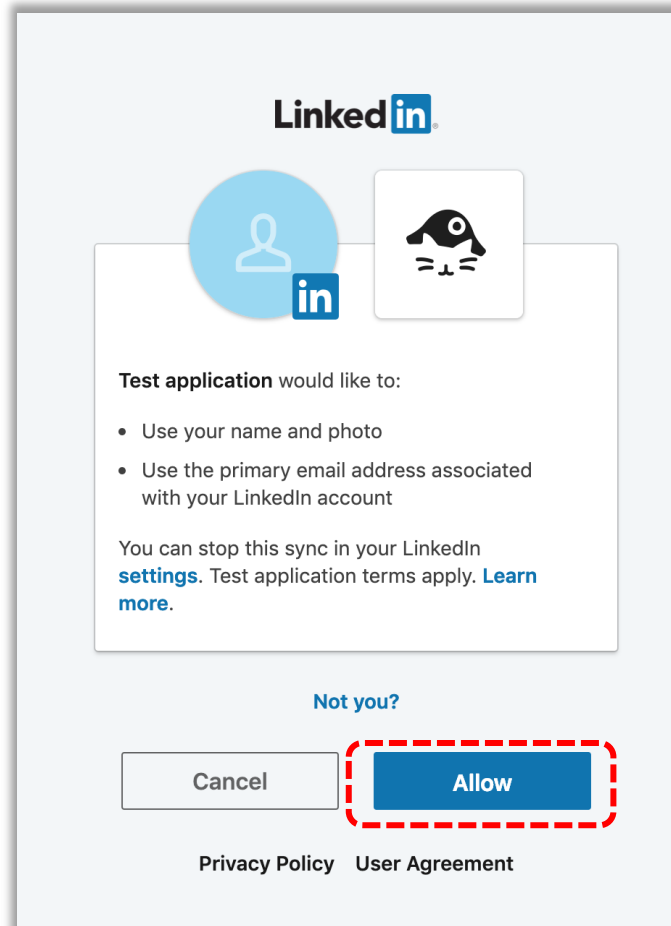 Linked in®
in
Test application would like to:
• Use your name and photo
• Use the primary email address associated
with your LinkedIn account
You can stop this sync in your LinkedIn
settings. Test application terms apply. Learn
more.
Not you?
Cancel
Allow
Privacy Policy User Agreement